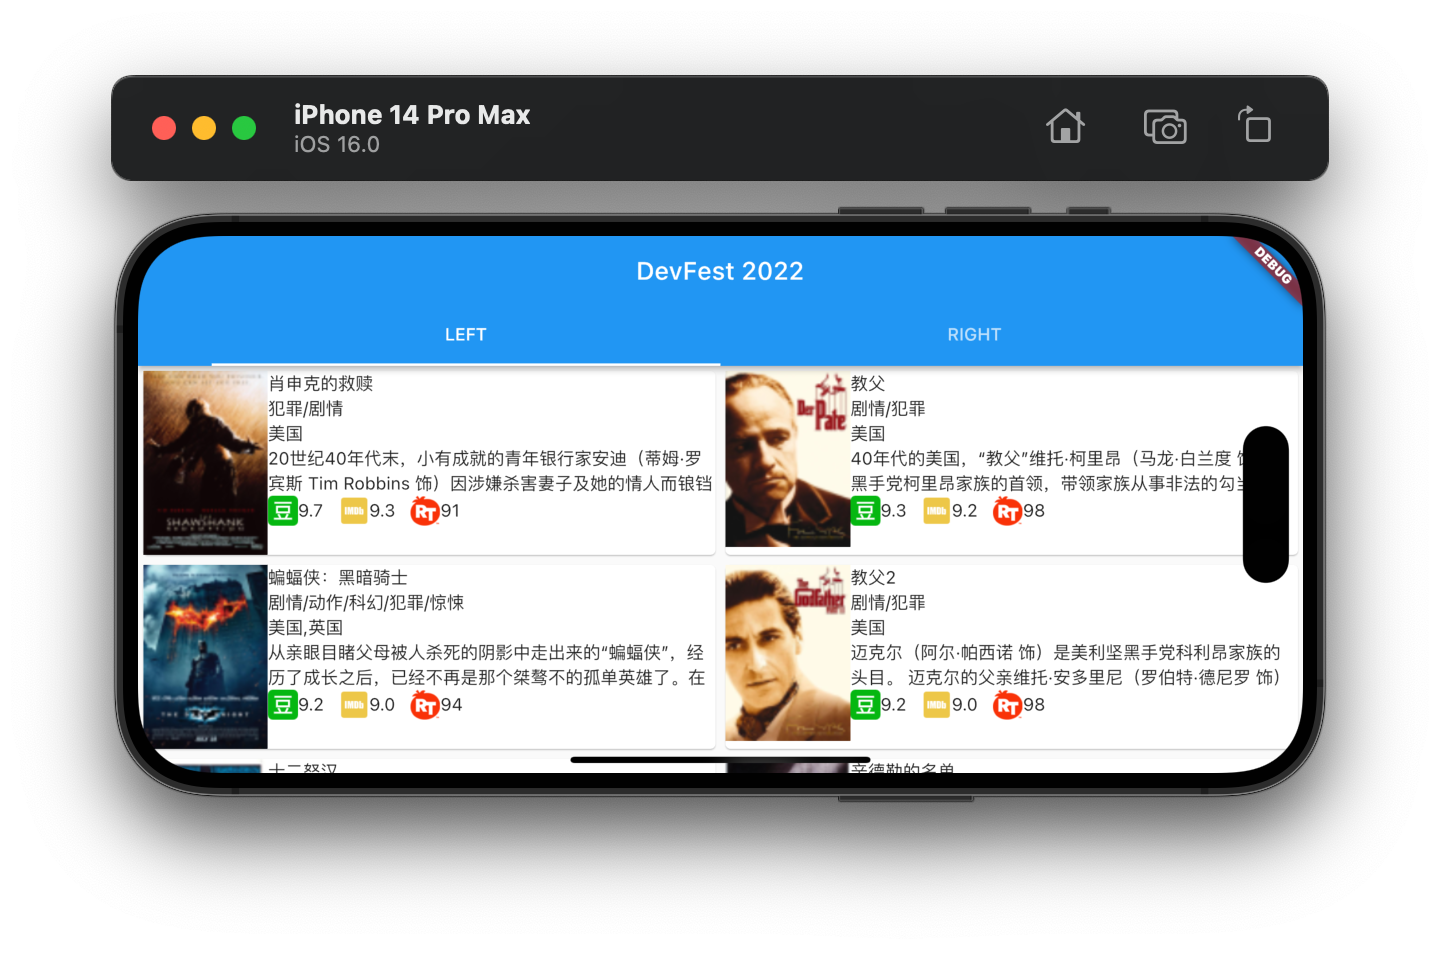 iPhone 14 Pro Max
iOS 16.0
DevFest 2022
DEBUG
LEFT
RIGHT
肖申克的救赎
犯罪/剧情
美国
20世纪40年代末，小有成就的青年银行家安迪（蒂姆·罗
宾斯 Tim Robbins 饰）因涉嫌杀害妻子及她的情人而锒铛
豆 9.7 IMDb 9.3 RT 91
SHAWSHANK
Der
Pate
教父
剧情/犯罪
美国
40年代的美国，“教父”维托·柯里昂（马龙·白兰度
黑手党柯里昂家族的首领，带领家族从事非法的勾
豆 9.3 IMDb 9.2 RT 98
蝙蝠侠：黑暗骑士
剧情/动作/科幻/犯罪/惊悚
美国,英国
从亲眼目睹父母被人杀死的阴影中走出来的“蝙蝠侠”，经
历了成长之后，已经不再是那个桀骜不的孤单英雄了。在
豆 9.2 IMDb 9.0 RT 94
The
Godfather
教父2
剧情/犯罪
美国
迈克尔（阿尔·帕西诺 饰）是美利坚黑手党科利昂家族的
头目。 迈克尔的父亲维托·安多里尼（罗伯特·德尼罗 饰）
豆 9.2 IMDb 9.0 RT 98
十二怒汉
辛德勒的名单